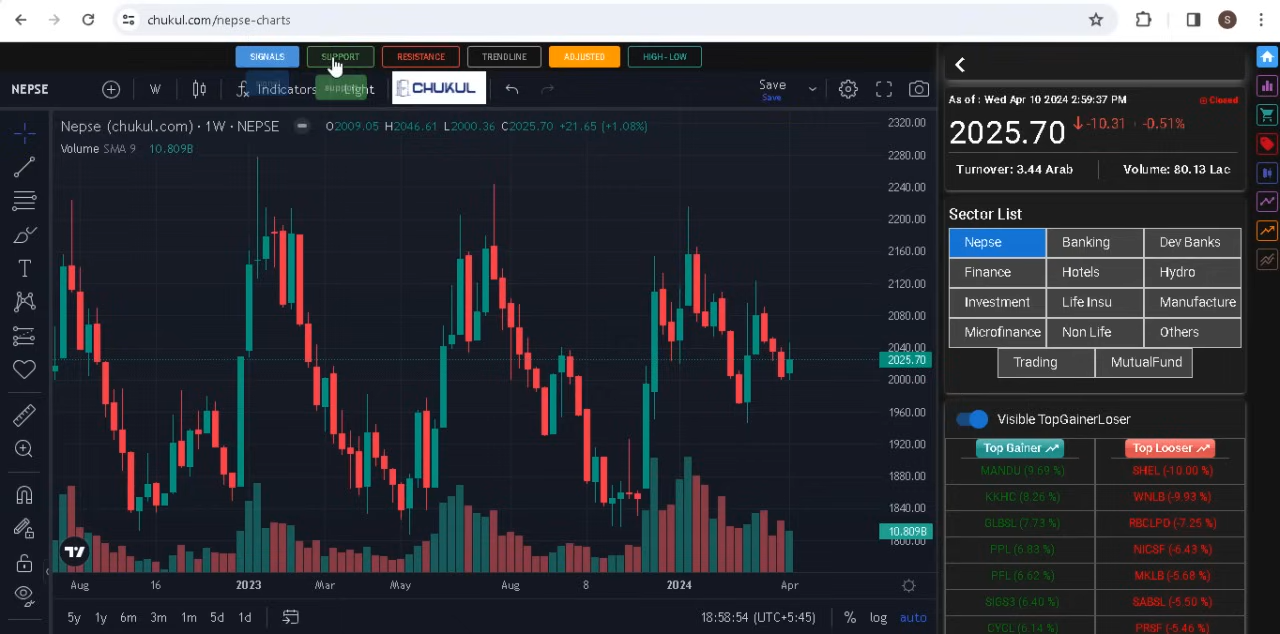 chukul.com/nepse-charts
S
SIGNALS SUPPORT RESISTANCE TRENDLINE ADJUSTED HIGH-LOW
NEPSE W Indicators CHUKUL Save
Save
Nepse (chukul.com) · 1W · NEPSE O2009.05 H2046.61 L2000.36 C2025.70 +21.65 (+1.08%)
Volume SMA 9 10.809B
2320.00
2280.00
2240.00
2200.00
2160.00
2120.00
2080.00
2040.00
2025.70
2000.00
1960.00
1920.00
1880.00
1840.00
10.809B
1800.00
Aug 16 2023 Mar May Aug 8 2024 Apr
5y 1y 6m 3m 1m 5d 1d 18:58:54 (UTC+5:45) % log auto
As of : Wed Apr 10 2024 2:59:37 PM Closed
2025.70 -10.31 -0.51%
Turnover: 3.44 Arab Volume: 80.13 Lac
Sector List
Nepse Banking Dev Banks
Finance Hotels Hydro
Investment Life Insu Manufacture
Microfinance Non Life Others
Trading MutualFund
Visible TopGainerLoser
Top Gainer Top Looser
MANDU (9.69 %) SHEL (-10.00 %)
KKHC (8.26 %) WNLB (-9.93 %)
GLBSL (7.73 %) RBCLPO (-7.25 %)
PPL (6.83 %) NICSF (-6.43 %)
PFL (6.62 %) MKLB (-5.68 %)
SIGS3 (6.40 %) SABSL (-5.50 %)
CYCL (6.14 %) PRSF (-5.46 %)